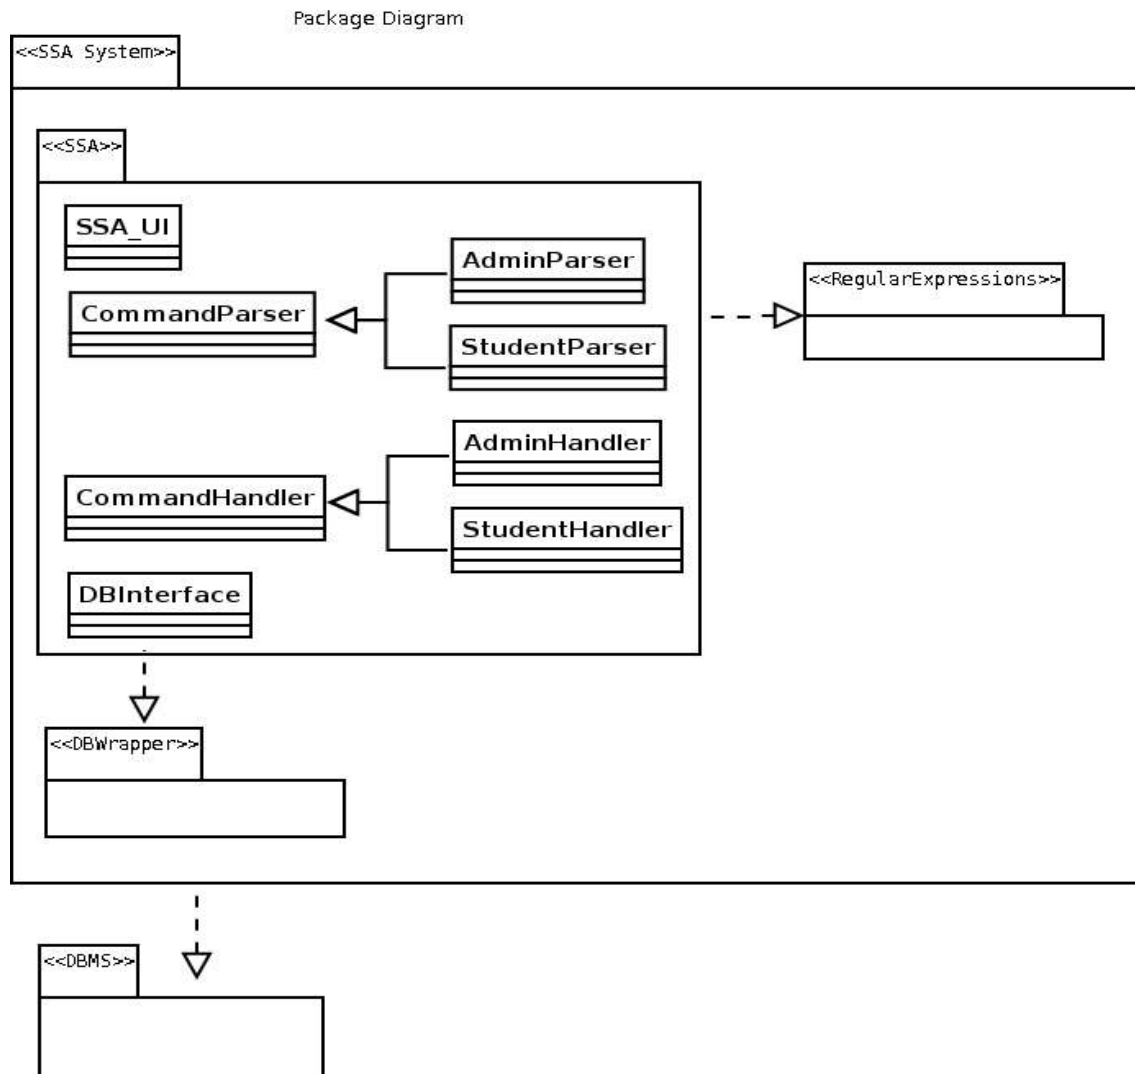 Package Diagram
<<SSA System>>
<<SSA>>
SSA_UI
AdminParser
<<RegularExpressions>>
CommandParser
StudentParser
AdminHandler
CommandHandler
StudentHandler
DBInterface
<<DBWrapper>>
<<DBMS>>